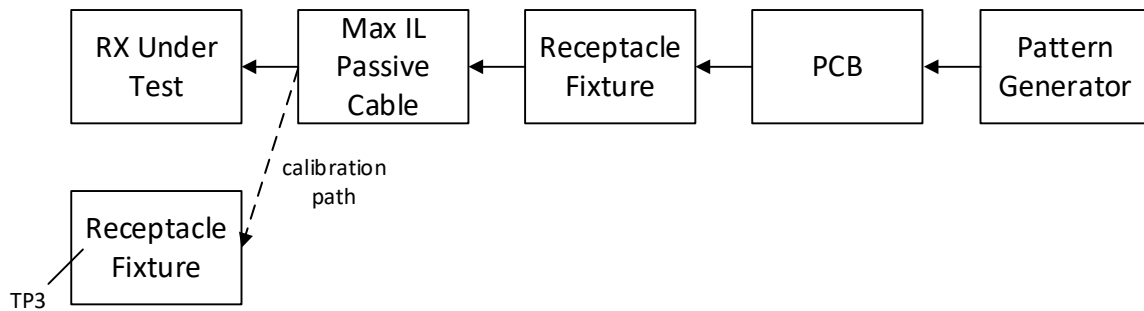 RX Under
Test
Max IL
Passive
Cable
Receptacle
Fixture
PCB
Pattern
Generator
calibration
path
Receptacle
Fixture
TP3